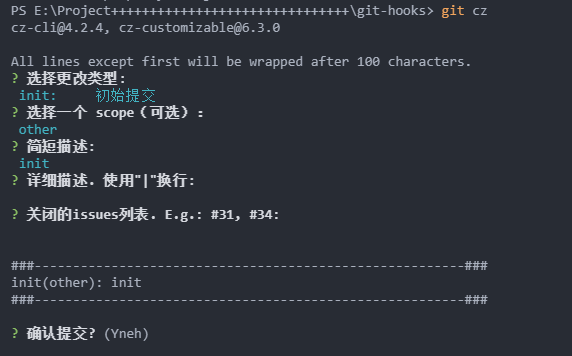 PS E:\Project++++++++++++++++++++++++++++++\git-hooks> git cz
cz-cli@4.2.4, cz-customizable@6.3.0
All lines except first will be wrapped after 100 characters.
? 选择更改类型:
init:     初始提交
? 选择一个 scope（可选）:
other
? 简短描述:
init
? 详细描述. 使用"|"换行:
? 关闭的issues列表. E.g.: #31, #34:
###--------------------------------------------------------###
init(other): init
###--------------------------------------------------------###
? 确认提交? (Yneh)